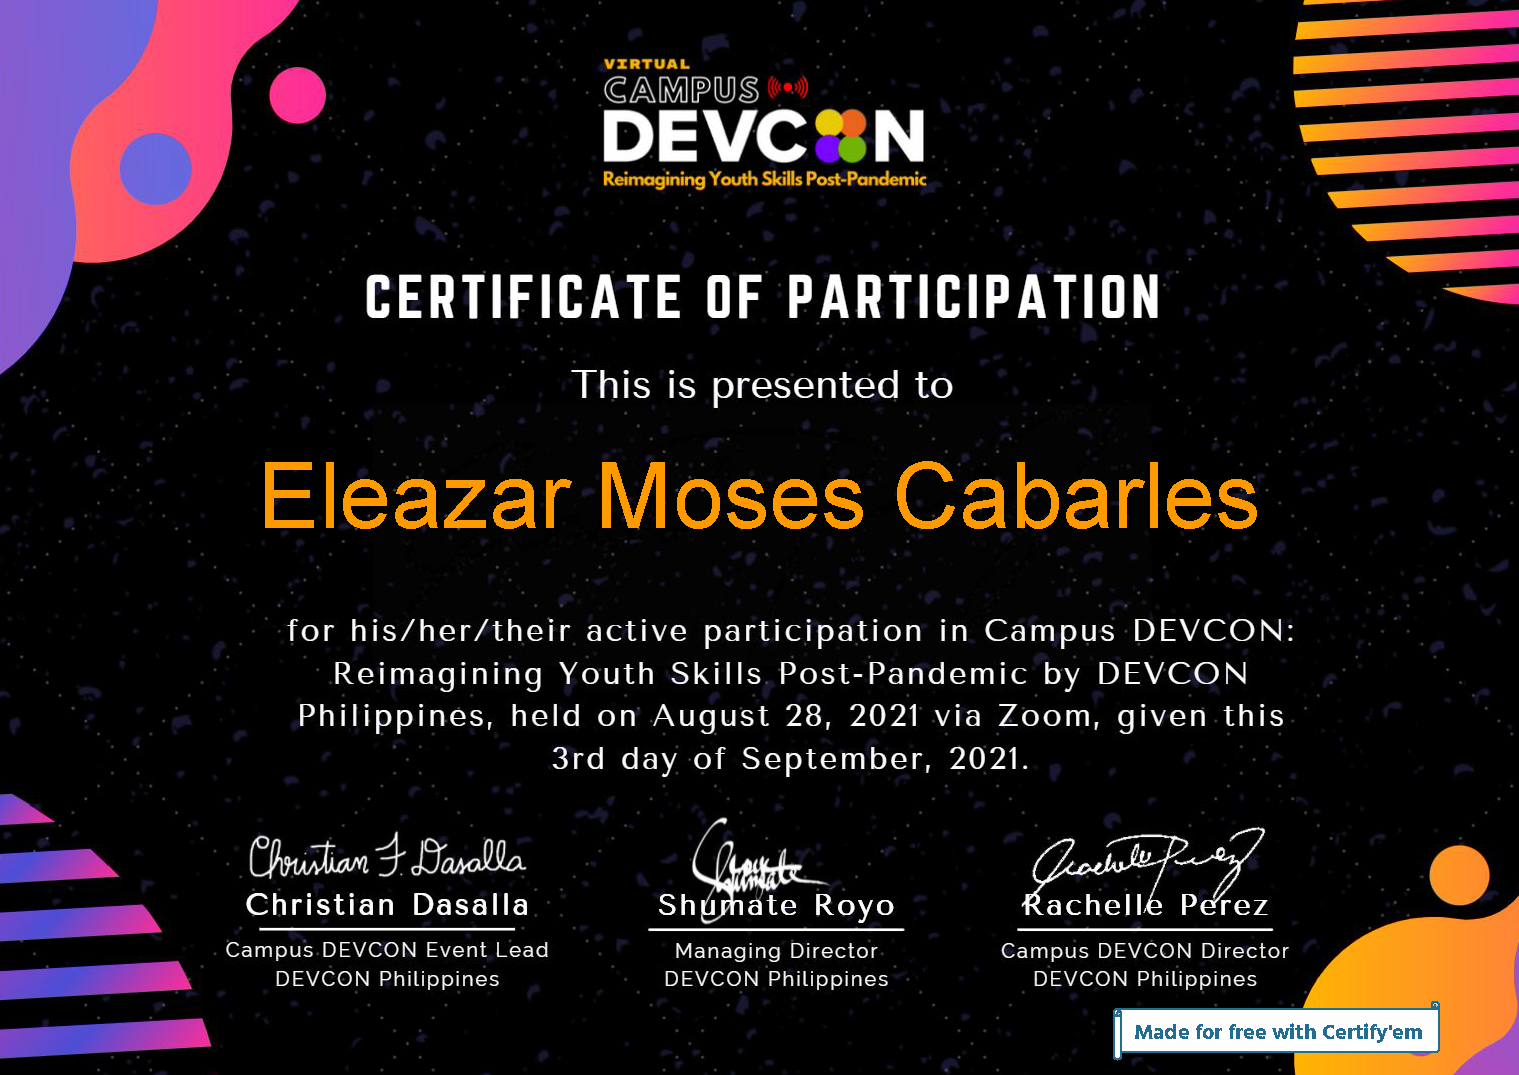 VIRTUAL
CAMPUS
DEVCON
Reimagining Youth Skills Post-Pandemic
CERTIFICATE OF PARTICIPATION
This is presented to
Eleazar Moses Cabarles
for his/her/their active participation in Campus DEVCON:
Reimagining Youth Skills Post-Pandemic by DEVCON
Philippines, held on August 28, 2021 via Zoom, given this
3rd day of September, 2021.
Christian F. Dasalla
Christian Dasalla
Campus DEVCON Event Lead
DEVCON Philippines
Shumate Royo
Managing Director
DEVCON Philippines
Rachelle Perez
Rachelle Perez
Campus DEVCON Director
DEVCON Philippines
Made for free with Certify'em